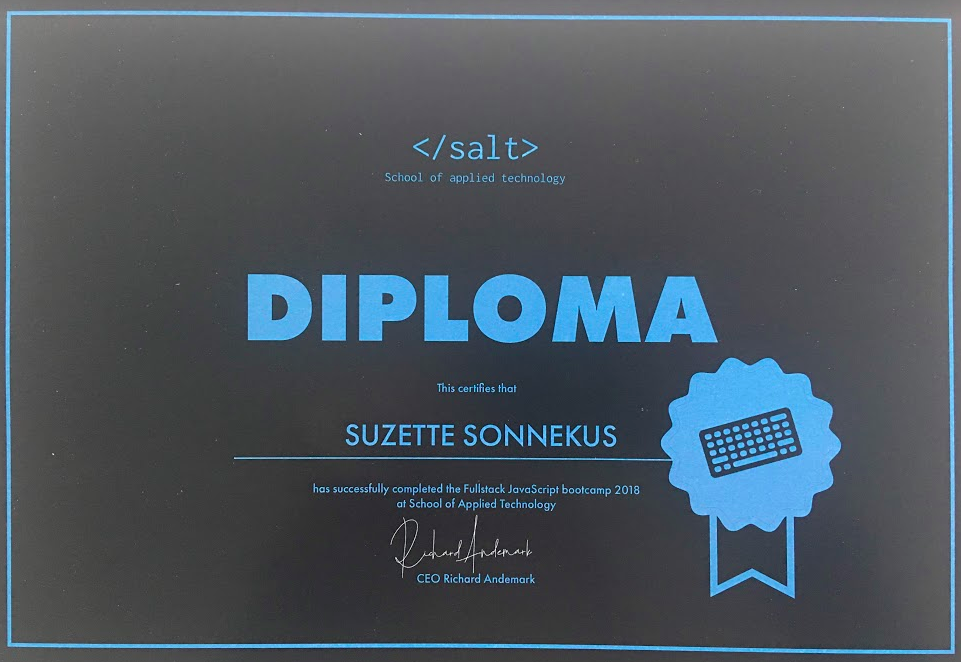 </salt>
School of applied technology
DIPLOMA
This certifies that
SUZETTE SONNEKUS
has successfully completed the Fullstack JavaScript bootcamp 2018
at School of Applied Technology
Richard Andemark
CEO Richard Andemark